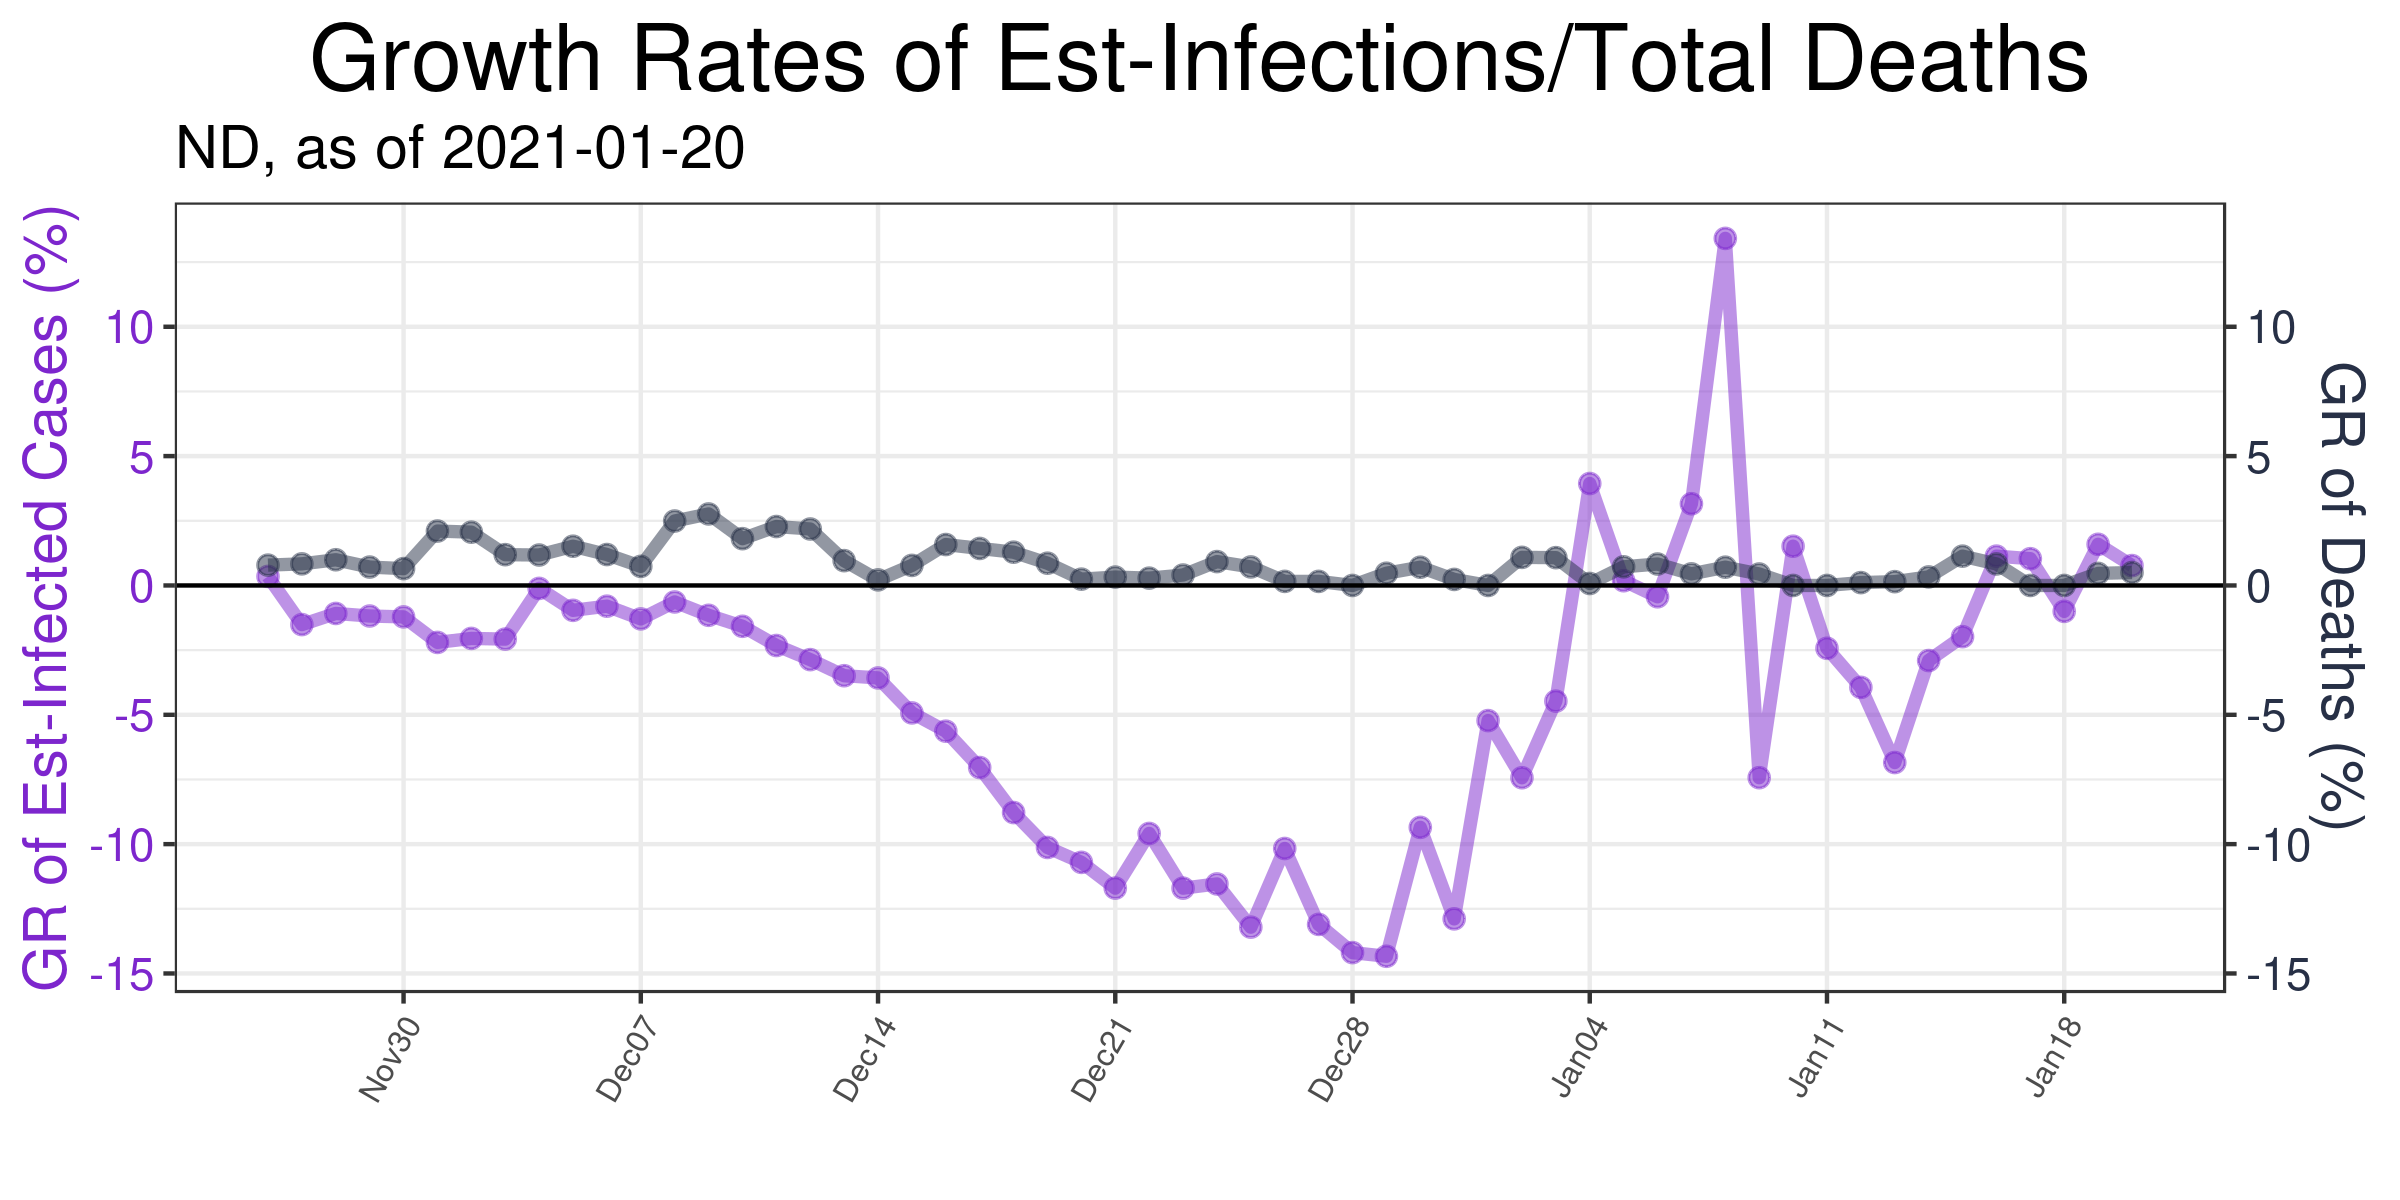 Growth Rates of Est-Infections/Total Deaths
ND, as of 2021-01-20
GR of Est-Infected Cases (%)
10
5
0
-5
-10
-15
10
5
0
-5
-10
-15
GR of Deaths (%)
Nov30
Dec07
Dec14
Dec21
Dec28
Jan04
Jan11
Jan18